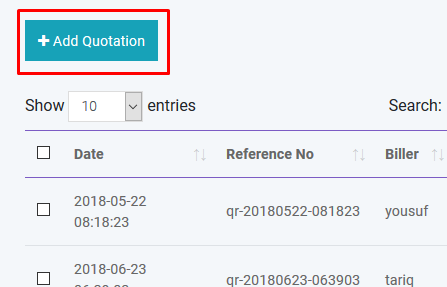 + Add Quotation
Show 10 entries Search:
Date Reference No Biller
2018-05-22
08:18:23 qr-20180522-081823 yousuf
2018-06-23
qr-20180623-063903 tariq